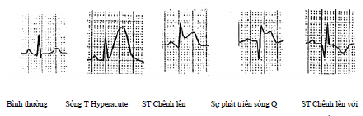 Bình thường Sóng T Hyperacute ST Chênh lên Sự phát triển sóng Q ST Chênh lên với